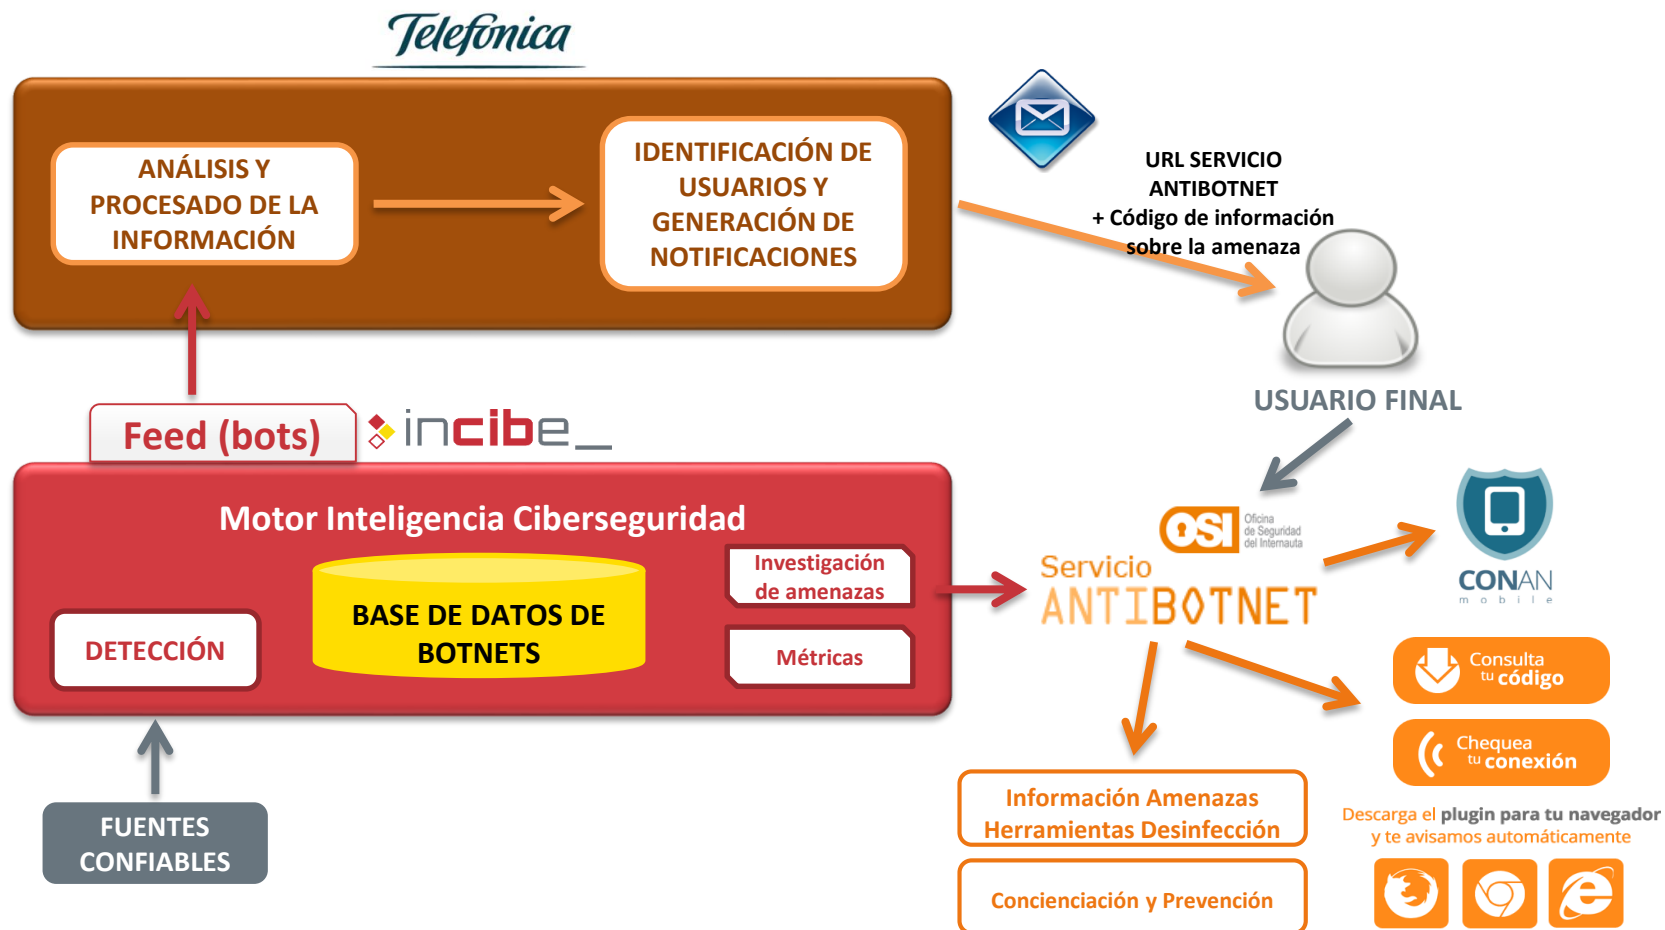 Telefónica
ANÁLISIS Y
PROCESADO DE LA
INFORMACIÓN
IDENTIFICACIÓN DE
USUARIOS Y
GENERACIÓN DE
NOTIFICACIONES
URL SERVICIO
ANTIBOTNET
+ Código de información
sobre la amenaza
USUARIO FINAL
Feed (bots)
incibe_
Motor Inteligencia Ciberseguridad
DETECCIÓN
BASE DE DATOS DE
BOTNETS
Investigación
de amenazas
Métricas
FUENTES
CONFIABLES
OSI
Oficina
de Seguridad
del Internauta
Servicio
ANTIBOTNET
CONAN
mobile
Consulta
tu código
Chequea
tu conexión
Descarga el plugin para tu navegador
y te avisamos automáticamente
Información Amenazas
Herramientas Desinfección
Concienciación y Prevención